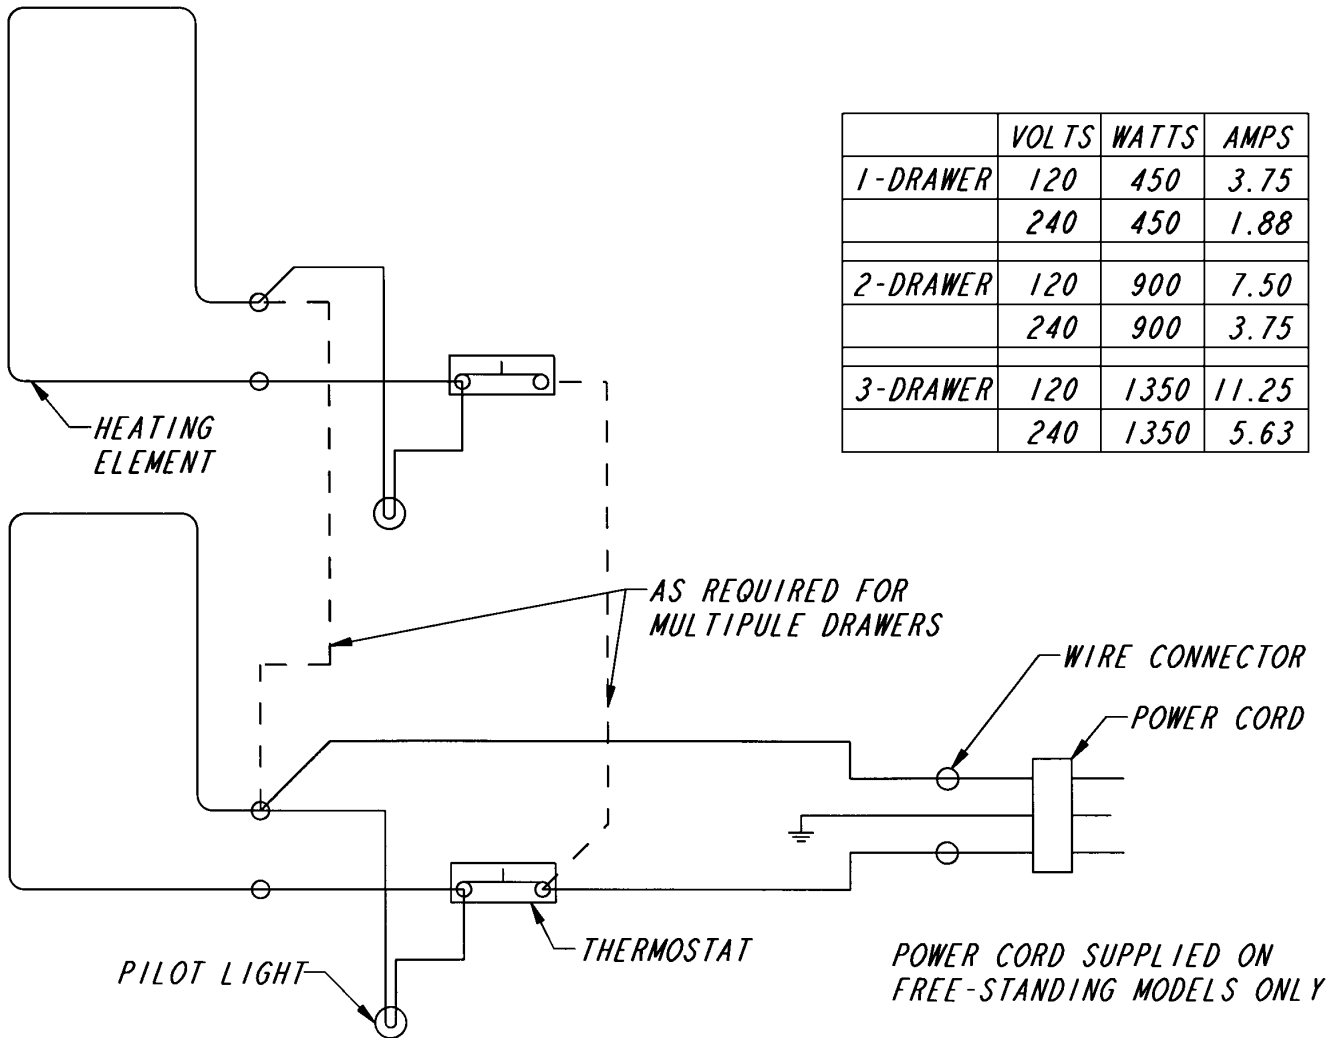 VOLTS WATTS AMPS
1-DRAWER 120 450 3.75
240 450 1.88
2-DRAWER 120 900 7.50
240 900 3.75
3-DRAWER 120 1350 11.25
240 1350 5.63
HEATING
ELEMENT
AS REQUIRED FOR
MULTIPULE DRAWERS
WIRE CONNECTOR
POWER CORD
THERMOSTAT
PILOT LIGHT
POWER CORD SUPPLIED ON
FREE-STANDING MODELS ONLY